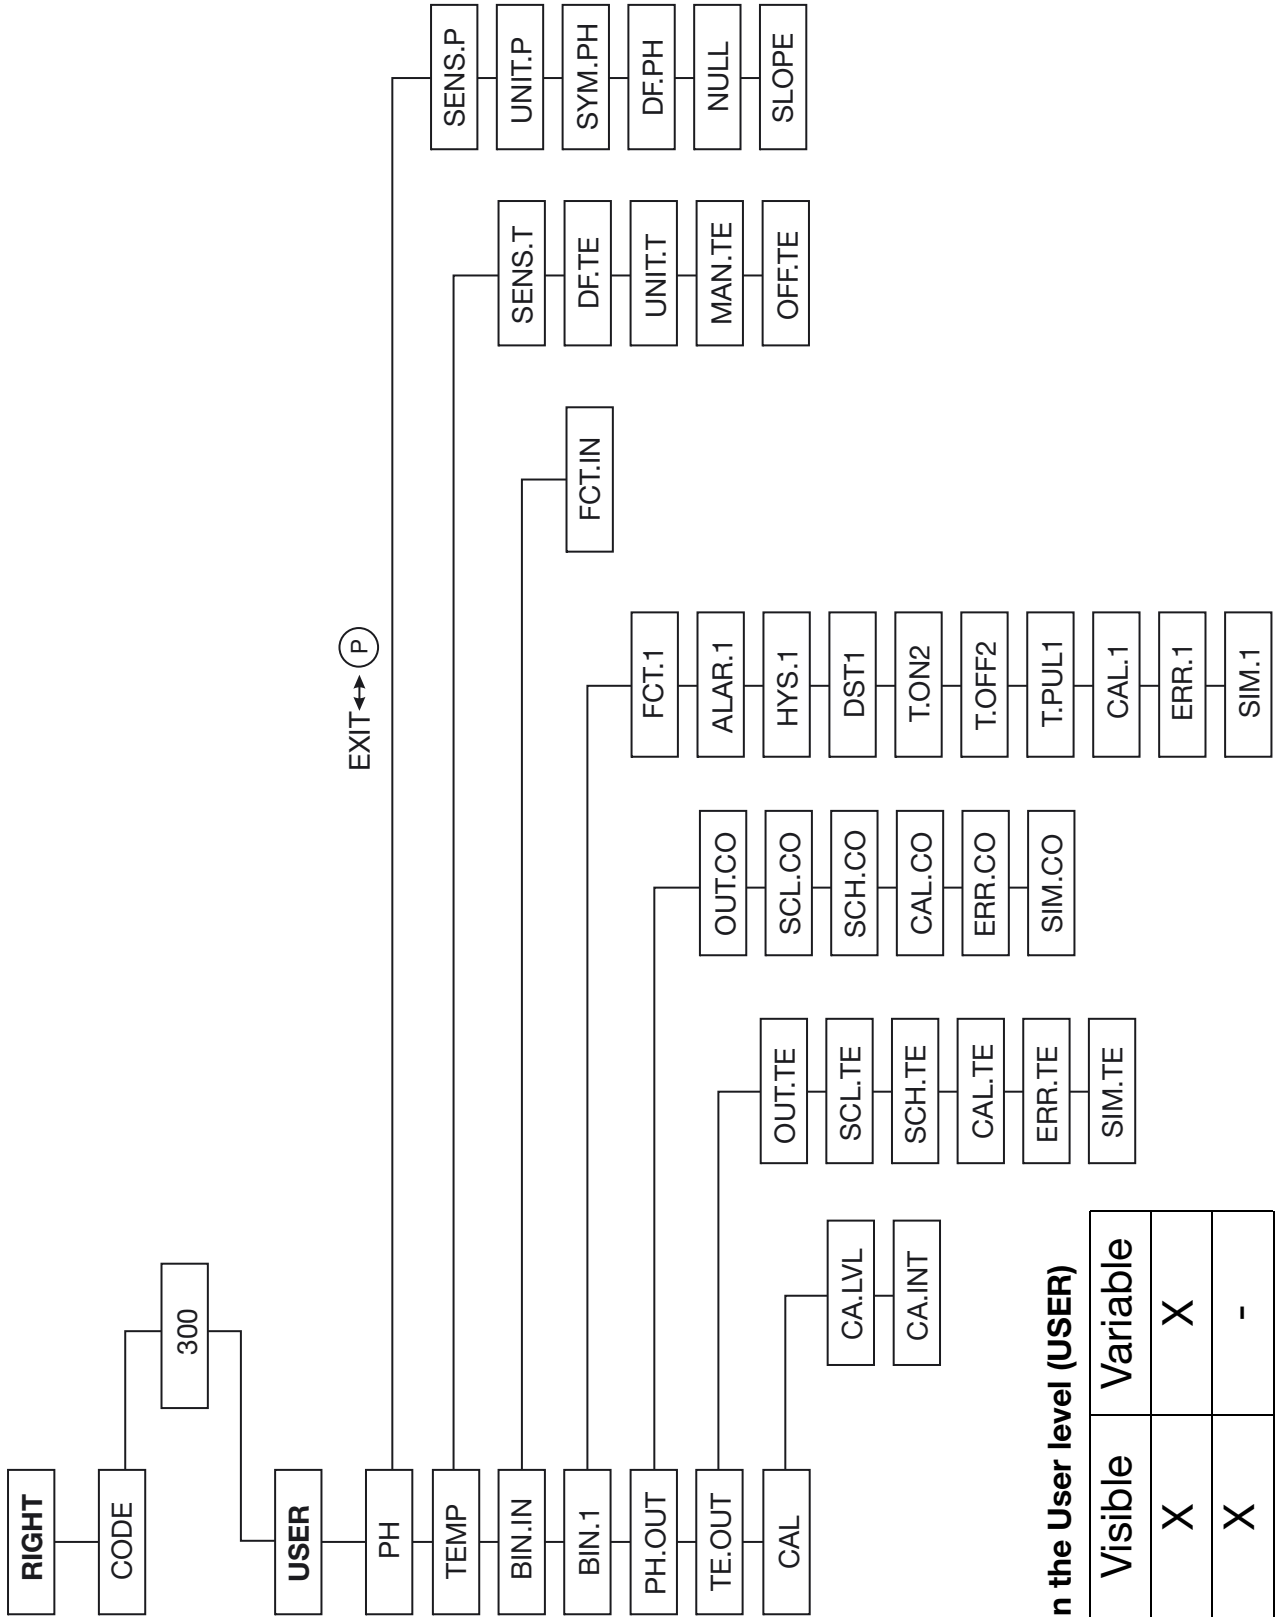 RIGHT
CODE
300
USER
EXIT
P
PH
SENS.P
UNIT.P
SYM.PH
DF.PH
NULL
SLOPE
TEMP
SENS.T
DF.TE
UNIT.T
MAN.TE
OFF.TE
BIN.IN
FCT.IN
BIN.1
FCT.1
ALAR.1
HYS.1
DST1
T.ON2
T.OFF2
T.PUL1
CAL.1
ERR.1
SIM.1
PH.OUT
OUT.CO
SCL.CO
SCH.CO
CAL.CO
ERR.CO
SIM.CO
TE.OUT
OUT.TE
SCL.TE
SCH.TE
CAL.TE
ERR.TE
SIM.TE
CAL
CA.LVL
CA.INT
n the User level (USER)
Visible Variable
X X
X -